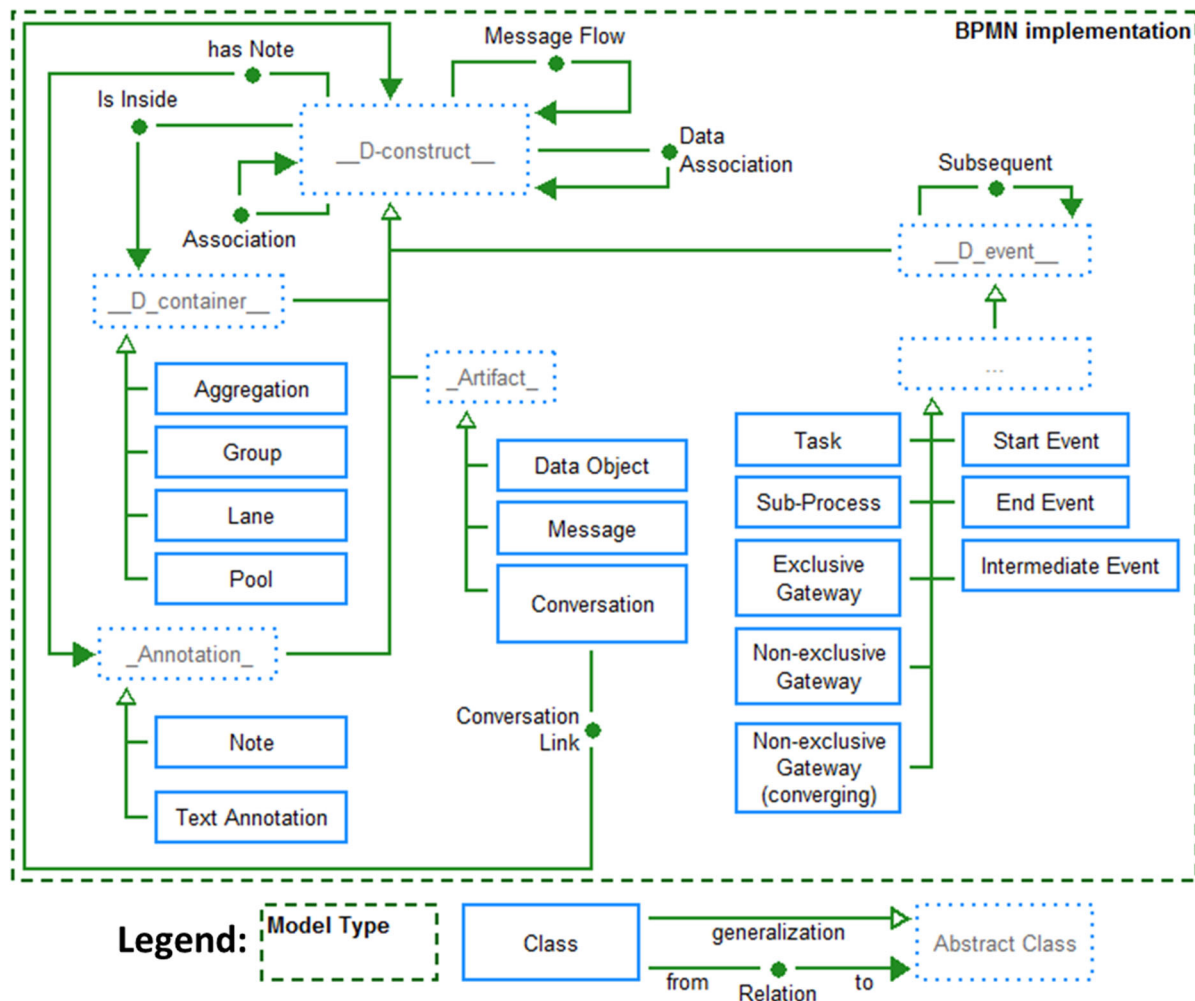 BPMN implementation
has Note
Message Flow
Is Inside
__D-construct__
Data
Association
Subsequent
Association
__D_event__
__D_container__
_Artifact_
...
Aggregation
Group
Lane
Pool
Data Object
Message
Conversation
Task
Start Event
Sub-Process
End Event
Exclusive
Gateway
Intermediate Event
Non-exclusive
Gateway
Non-exclusive
Gateway
(converging)
_Annotation_
Note
Text Annotation
Conversation
Link
Legend:
Model Type
Class
generalization
from
Relation
to
Abstract Class